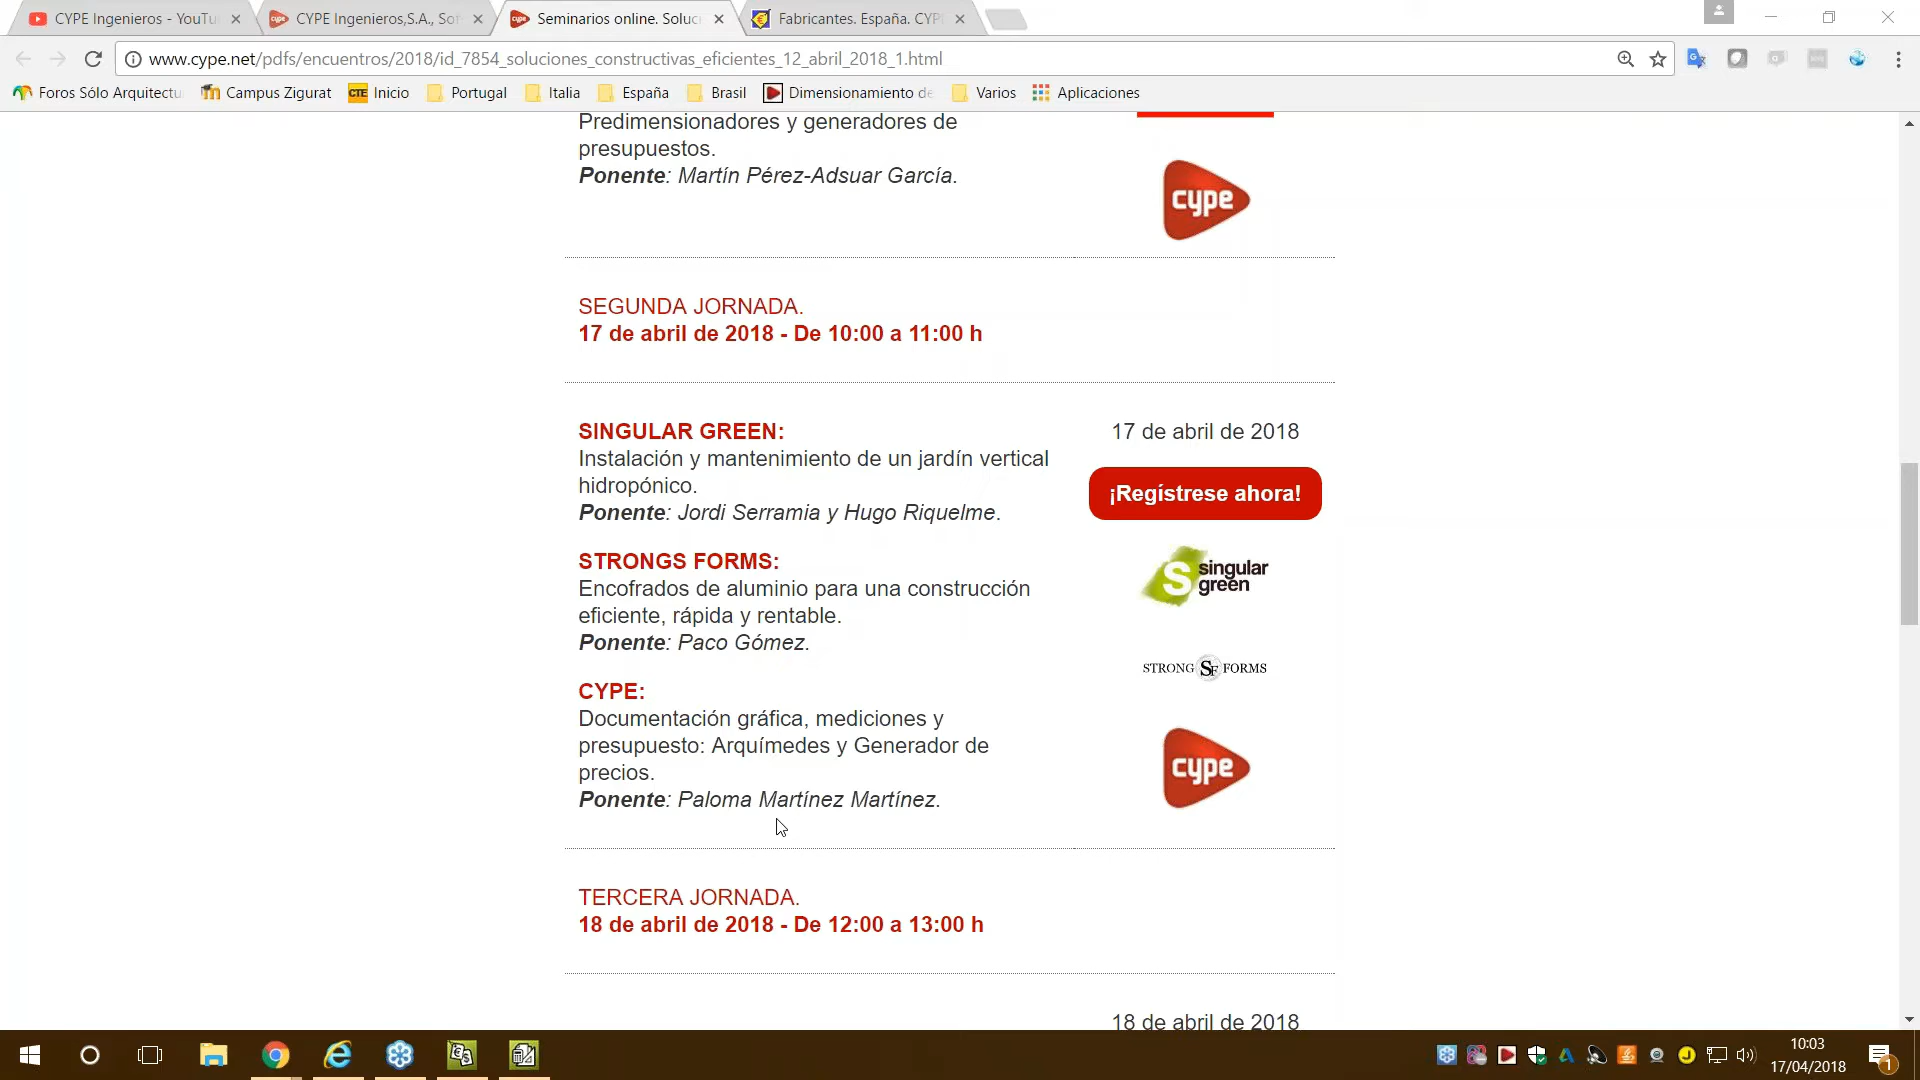 CYPE Ingenieros - YouTu
CYPE Ingenieros,S.A., Sof
Seminarios online. Soluc
Fabricantes. España. CYP
www.cype.net/pdfs/encuentros/2018/id_7854_soluciones_constructivas_eficientes_12_abril_2018_1.html
Foros Sólo Arquitectu
Campus Zigurat
CTE Inicio
Portugal
Italia
España
Brasil
Dimensionamiento de
Varios
Aplicaciones
Predimensionadores y generadores de
presupuestos.
Ponente: Martín Pérez-Adsuar García.
cype
SEGUNDA JORNADA.
17 de abril de 2018 - De 10:00 a 11:00 h
SINGULAR GREEN:
Instalación y mantenimiento de un jardín vertical
hidropónico.
Ponente: Jordi Serramia y Hugo Riquelme.
17 de abril de 2018
¡Regístrese ahora!
S singular
green
STRONGS FORMS:
Encofrados de aluminio para una construcción
eficiente, rápida y rentable.
Ponente: Paco Gómez.
STRONG SF FORMS
CYPE:
Documentación gráfica, mediciones y
presupuesto: Arquímedes y Generador de
precios.
Ponente: Paloma Martínez Martínez.
cype
TERCERA JORNADA.
18 de abril de 2018 - De 12:00 a 13:00 h
18 de abril de 2018
10:03
17/04/2018
1